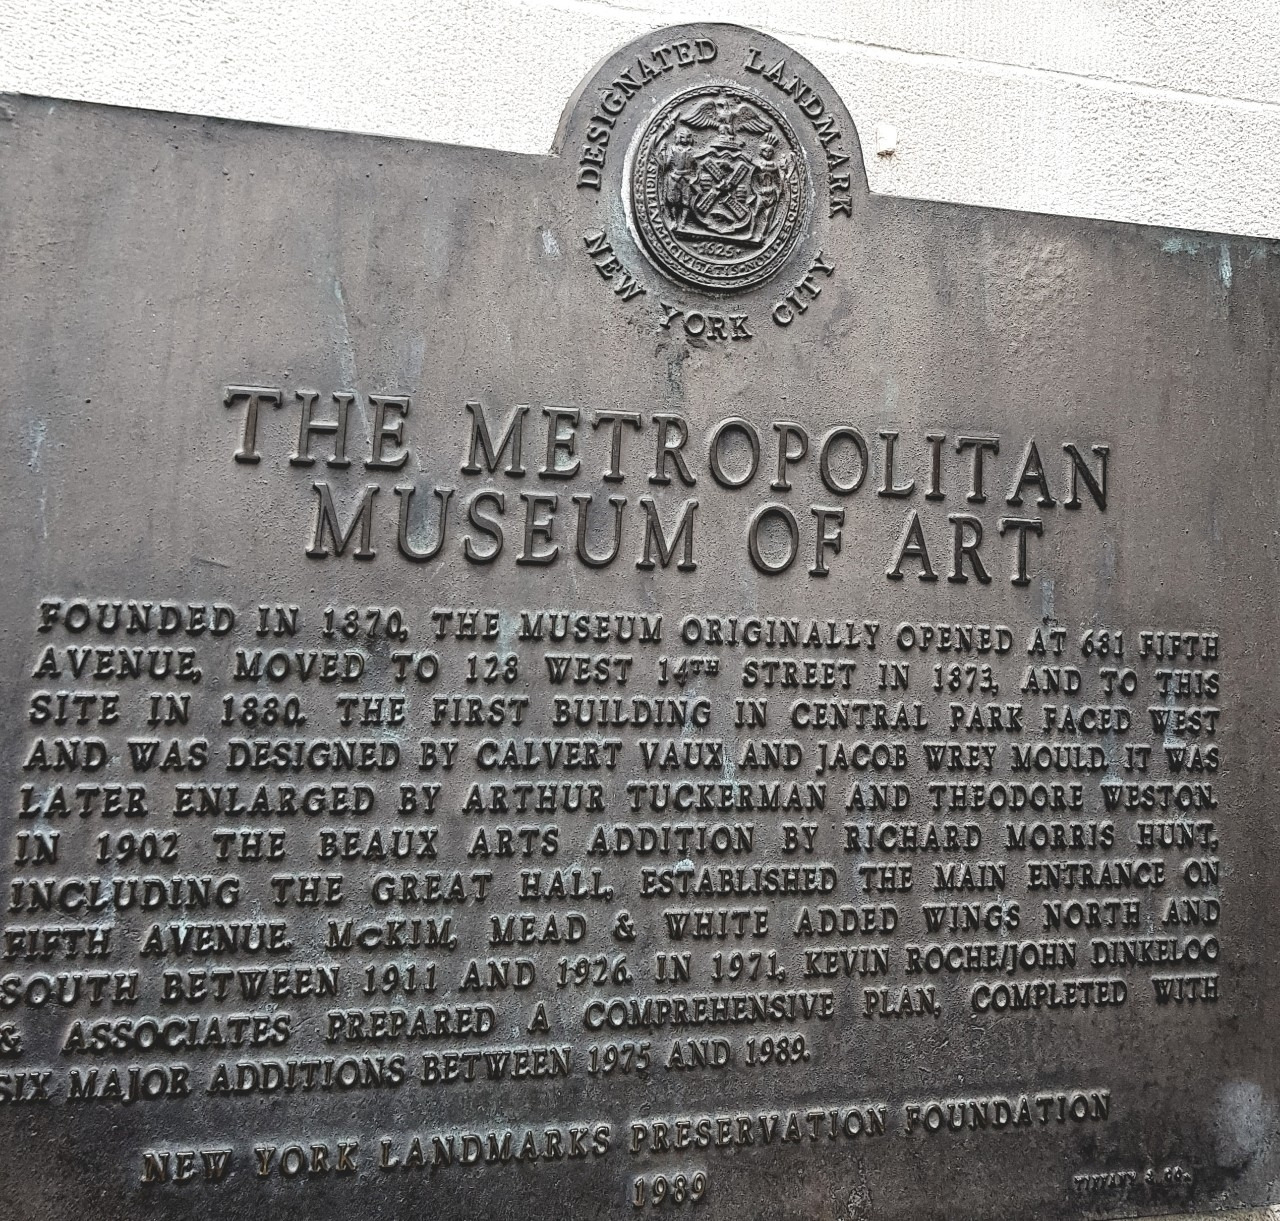 DESIGNATED LANDMARK
NEW YORK CITY
1625
THE METROPOLITAN
MUSEUM OF ART
FOUNDED IN 1870, THE MUSEUM ORIGINALLY OPENED AT 681 FIFTH
AVENUE, MOVED TO 128 WEST 14TH STREET IN 1873, AND TO THIS
SITE IN 1880. THE FIRST BUILDING IN CENTRAL PARK FACED WEST
AND WAS DESIGNED BY CALVERT VAUX AND JACOB WREY MOULD. IT WAS
LATER ENLARGED BY ARTHUR TUCKERMAN AND THEODORE WESTON.
IN 1902 THE BEAUX ARTS ADDITION BY RICHARD MORRIS HUNT,
INCLUDING THE GREAT HALL, ESTABLISHED THE MAIN ENTRANCE ON
FIFTH AVENUE. MCKIM, MEAD & WHITE ADDED WINGS NORTH AND
SOUTH BETWEEN 1911 AND 1926. IN 1971, KEVIN ROCHE/JOHN DINKELOO
& ASSOCIATES PREPARED A COMPREHENSIVE PLAN, COMPLETED WITH
SIX MAJOR ADDITIONS BETWEEN 1975 AND 1989.
NEW YORK LANDMARKS PRESERVATION FOUNDATION
1989
TIFFANY & CO.